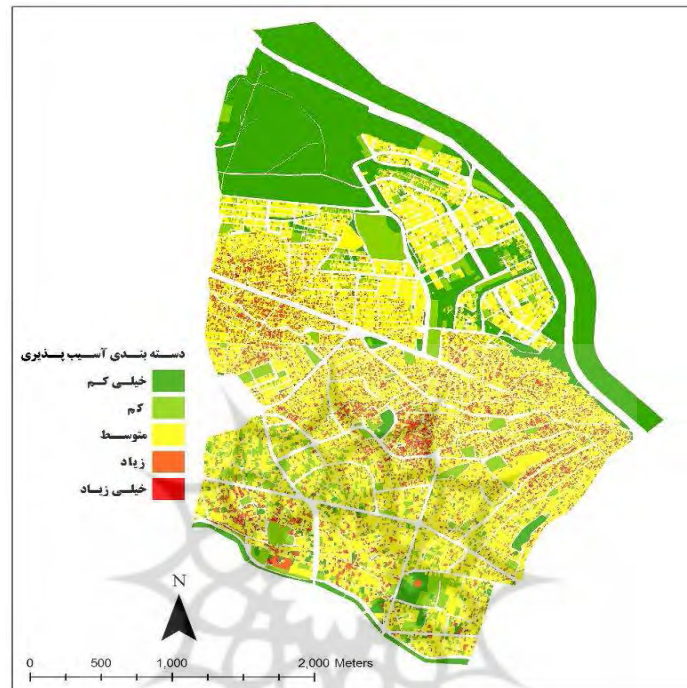 دسته بندی آسیب پذیری
خیلی کم
کم
متوسط
زیاد
خیلی زیاد
N
0 500 1,000 2,000 Meters